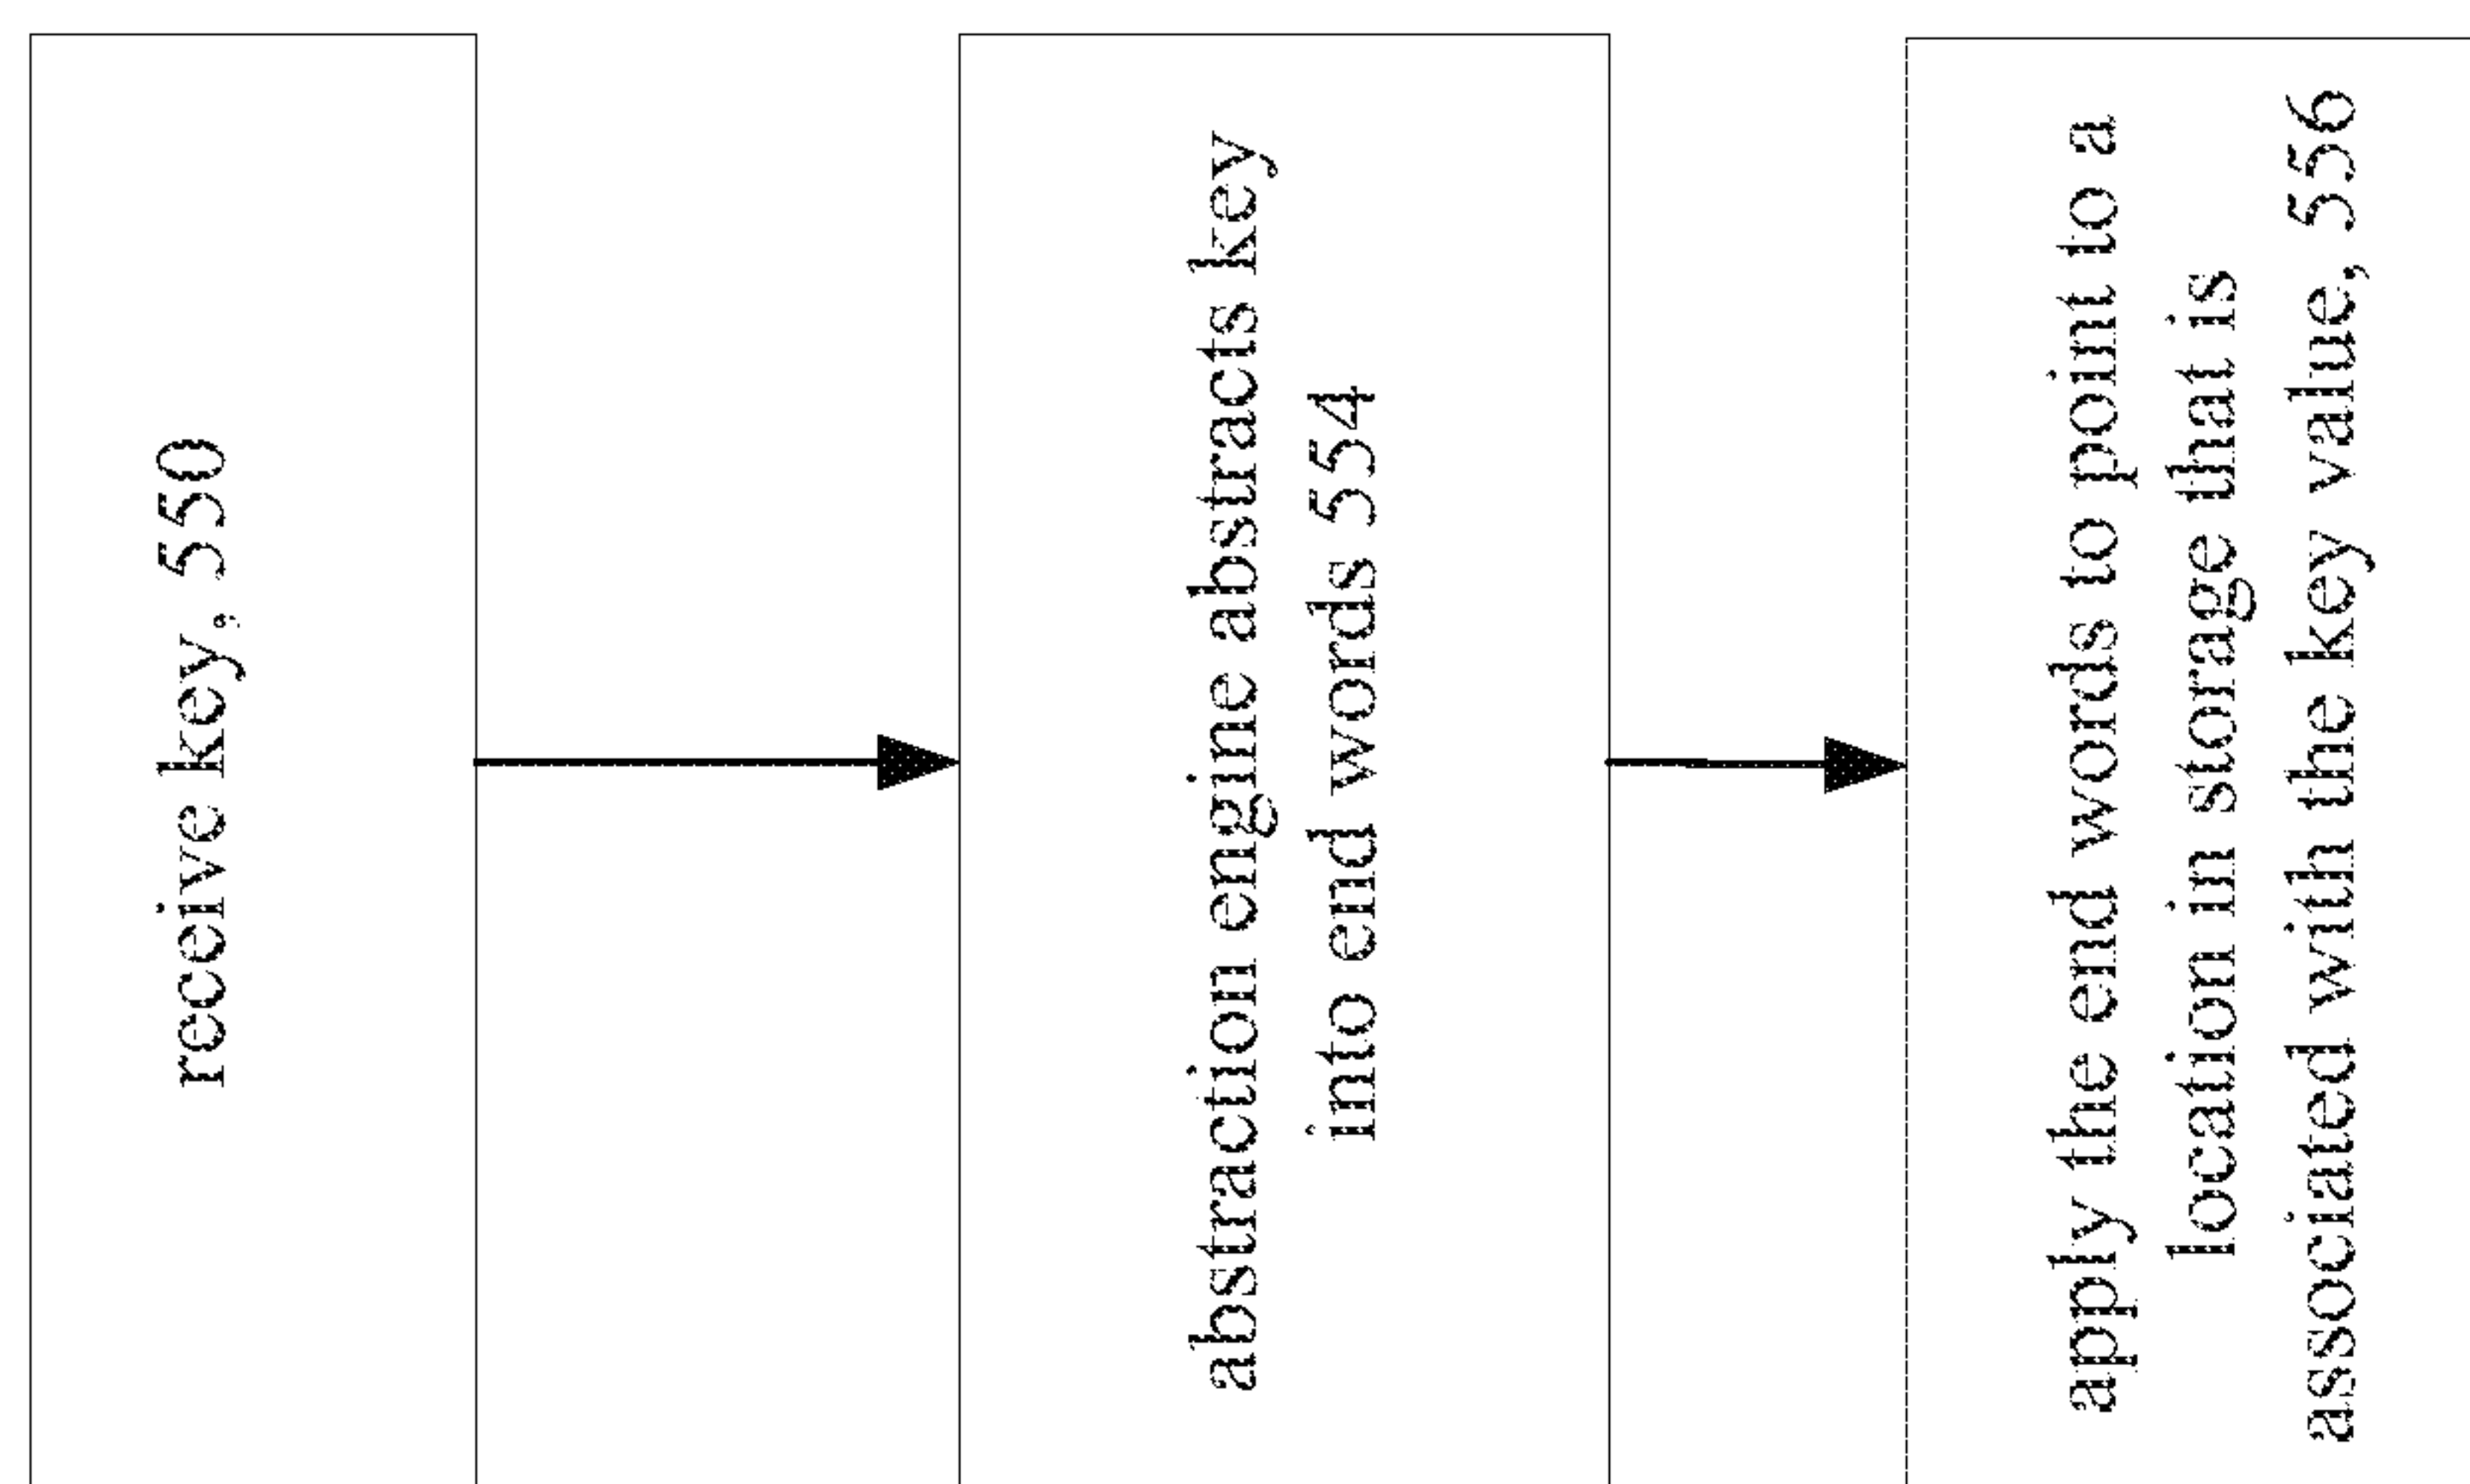 receive key, 550
abstraction engine abstracts key
into end words 554
apply the end words to point to a
location in storage that is
associated with the key value, 556